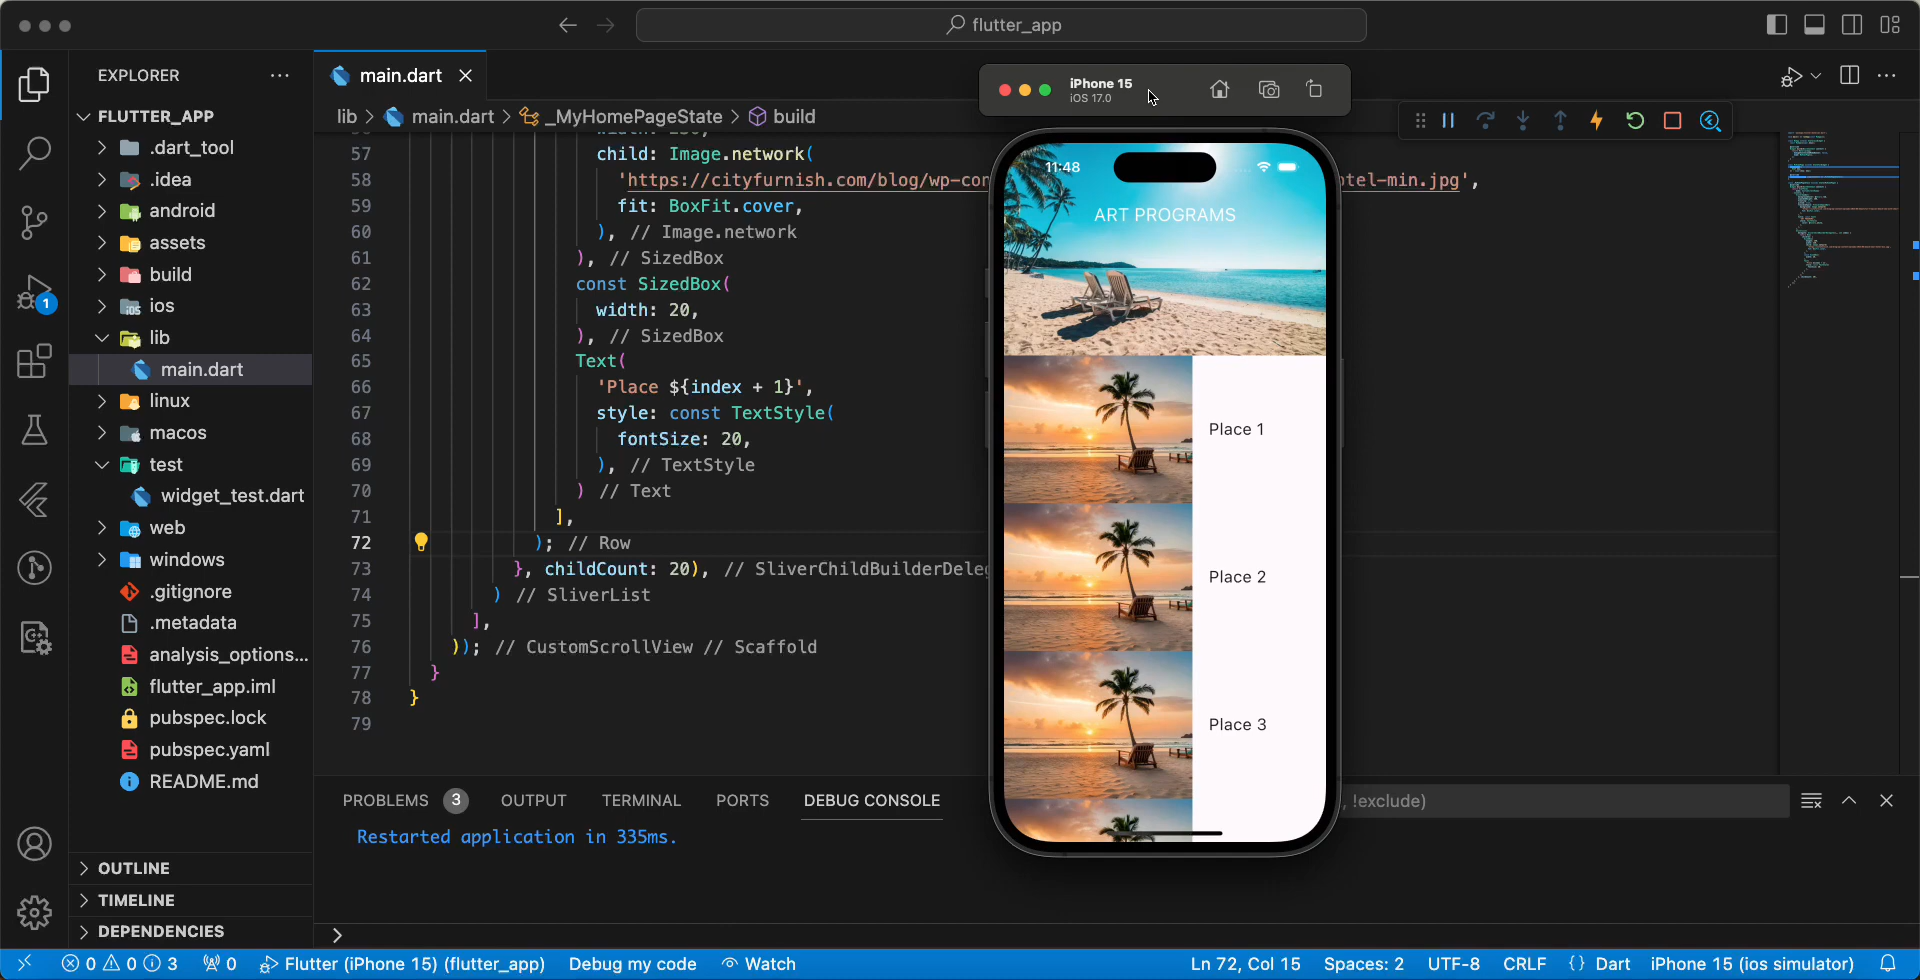 flutter_app
EXPLORER
FLUTTER_APP
.dart_tool
.idea
android
assets
build
ios
lib
main.dart
linux
macos
test
widget_test.dart
web
windows
.gitignore
.metadata
analysis_options...
flutter_app.iml
pubspec.lock
pubspec.yaml
README.md
OUTLINE
TIMELINE
DEPENDENCIES
1
main.dart
lib > main.dart > _MyHomePageState > build
57 child: Image.network(
58 'https://cityfurnish.com/blog/wp-con tel-min.jpg',
59 fit: BoxFit.cover,
60 ), // Image.network
61 ), // SizedBox
62 const SizedBox(
63 width: 20,
64 ), // SizedBox
65 Text(
66 'Place ${index + 1}',
67 style: const TextStyle(
68 fontSize: 20,
69 ), // TextStyle
70 ) // Text
71 ],
72 ); // Row
73 }, childCount: 20), // SliverChildBuilderDeleg
74 ) // SliverList
75 ],
76 )); // CustomScrollView // Scaffold
77 }
78 }
79
iPhone 15
iOS 17.0
11:48
ART PROGRAMS
Place 1
Place 2
Place 3
PROBLEMS 3 OUTPUT TERMINAL PORTS DEBUG CONSOLE
, !exclude)
Restarted application in 335ms.
>
0 0 3 0 Flutter (iPhone 15) (flutter_app) Debug my code Watch Ln 72, Col 15 Spaces: 2 UTF-8 CRLF {} Dart iPhone 15 (ios simulator)